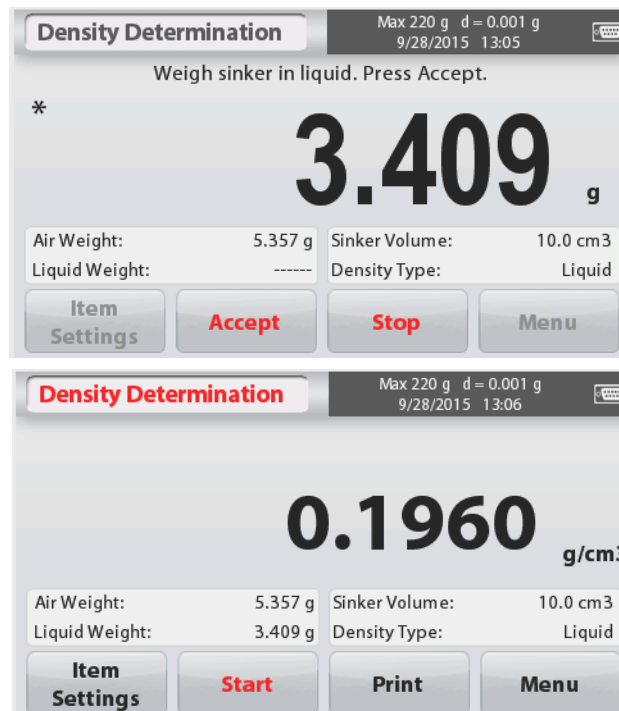 Density Determination
Max 220 g d = 0.001 g
9/28/2015 13:05
Weigh sinker in liquid. Press Accept.
*
3.409 g
Air Weight: 5.357 g Sinker Volume: 10.0 cm3
Liquid Weight: ------ Density Type: Liquid
Item Settings Accept Stop Menu
Density Determination
Max 220 g d = 0.001 g
9/28/2015 13:06
0.1960 g/cm3
Air Weight: 5.357 g Sinker Volume: 10.0 cm3
Liquid Weight: 3.409 g Density Type: Liquid
Item Settings Start Print Menu